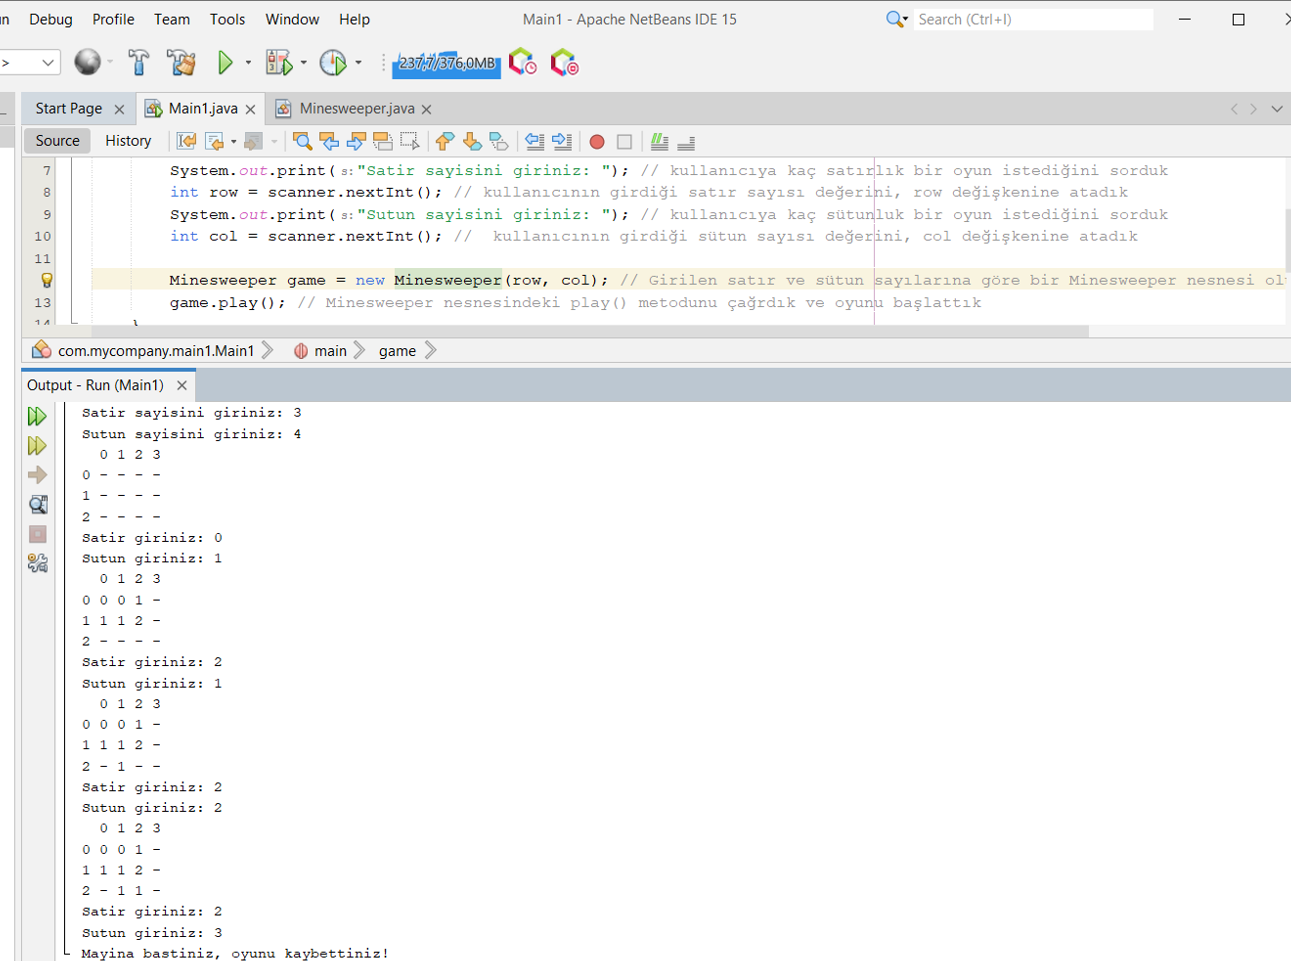 Debug Profile Team Tools Window Help Main1 - Apache NetBeans IDE 15 Search (Ctrl+I)
237,7/376,0MB
Start Page Main1.java Minesweeper.java
Source History
7 System.out.print(s:"Satir sayisini giriniz: "); // kullanıcıya kaç satırlık bir oyun istediğini sorduk
8 int row = scanner.nextInt(); // kullanıcının girdiği satır sayısı değerini, row değişkenine atadık
9 System.out.print(s:"Sutun sayisini giriniz: "); // kullanıcıya kaç sütunluk bir oyun istediğini sorduk
10 int col = scanner.nextInt(); //  kullanıcının girdiği sütun sayısı değerini, col değişkenine atadık
11
Minesweeper game = new Minesweeper(row, col); // Girilen satır ve sütun sayılarına göre bir Minesweeper nesnesi
13 game.play(); // Minesweeper nesnesindeki play() metodunu çağrdık ve oyunu başlattık
14 }
com.mycompany.main1.Main1 main game
Output - Run (Main1)
Satir sayisini giriniz: 3
Sutun sayisini giriniz: 4
0 1 2 3
0 - - - -
1 - - - -
2 - - - -
Satir giriniz: 0
Sutun giriniz: 1
0 1 2 3
0 0 0 1 -
1 1 1 2 -
2 - - - -
Satir giriniz: 2
Sutun giriniz: 1
0 1 2 3
0 0 0 1 -
1 1 1 2 -
2 - 1 - -
Satir giriniz: 2
Sutun giriniz: 2
0 1 2 3
0 0 0 1 -
1 1 1 2 -
2 - 1 1 -
Satir giriniz: 2
Sutun giriniz: 3
Mayina bastiniz, oyunu kaybettiniz!